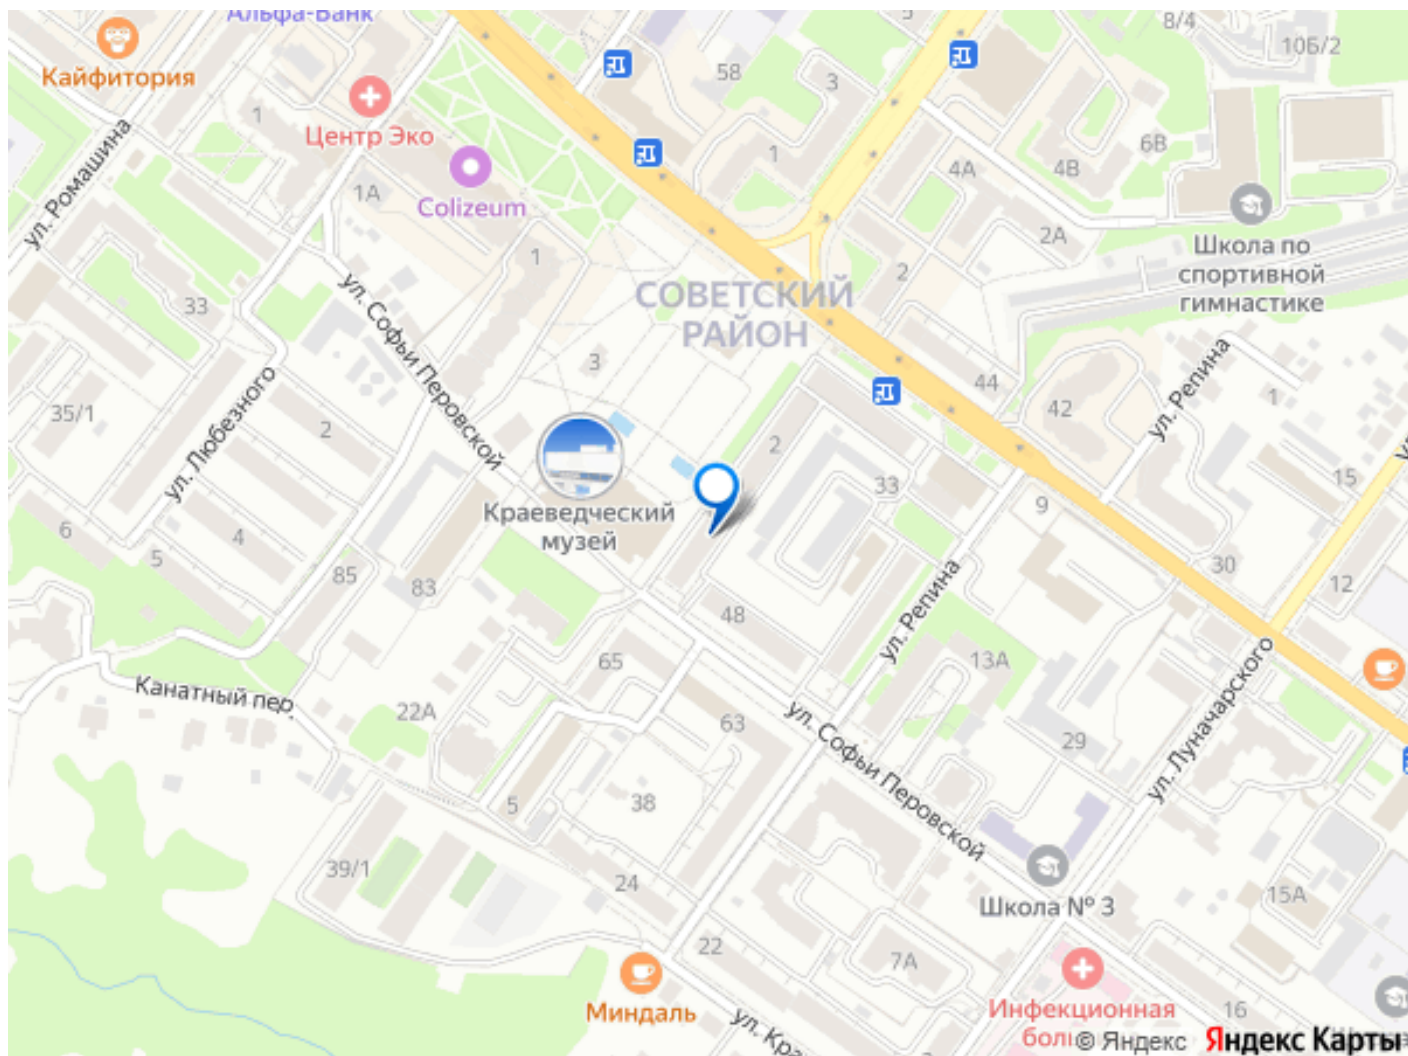 Альфа-Банк
Кайфитория
Центр Эко
Colizeum
ул. Ромашина
1
1А
58
3
1
5
8/4
10Б/2
6В
4В
4А
2А
2
Школа по
спортивной
гимнастике
СОВЕТСКИЙ
РАЙОН
1
3
33
35/1
ул. Софьи Перовской
ул. Любезного
2
4
6
5
85
83
Краеведческий
музей
2
33
44
42
ул. Репина
1
15
9
30
12
48
65
63
ул. Репина
13А
29
ул. Луначарского
Канатный пер.
22А
5
38
39/1
24
22
ул. Софьи Перовской
Школа № 3
15А
7А
16
Миндаль
ул. Кра
Инфекционная
бол
© Яндекс Яндекс Карты